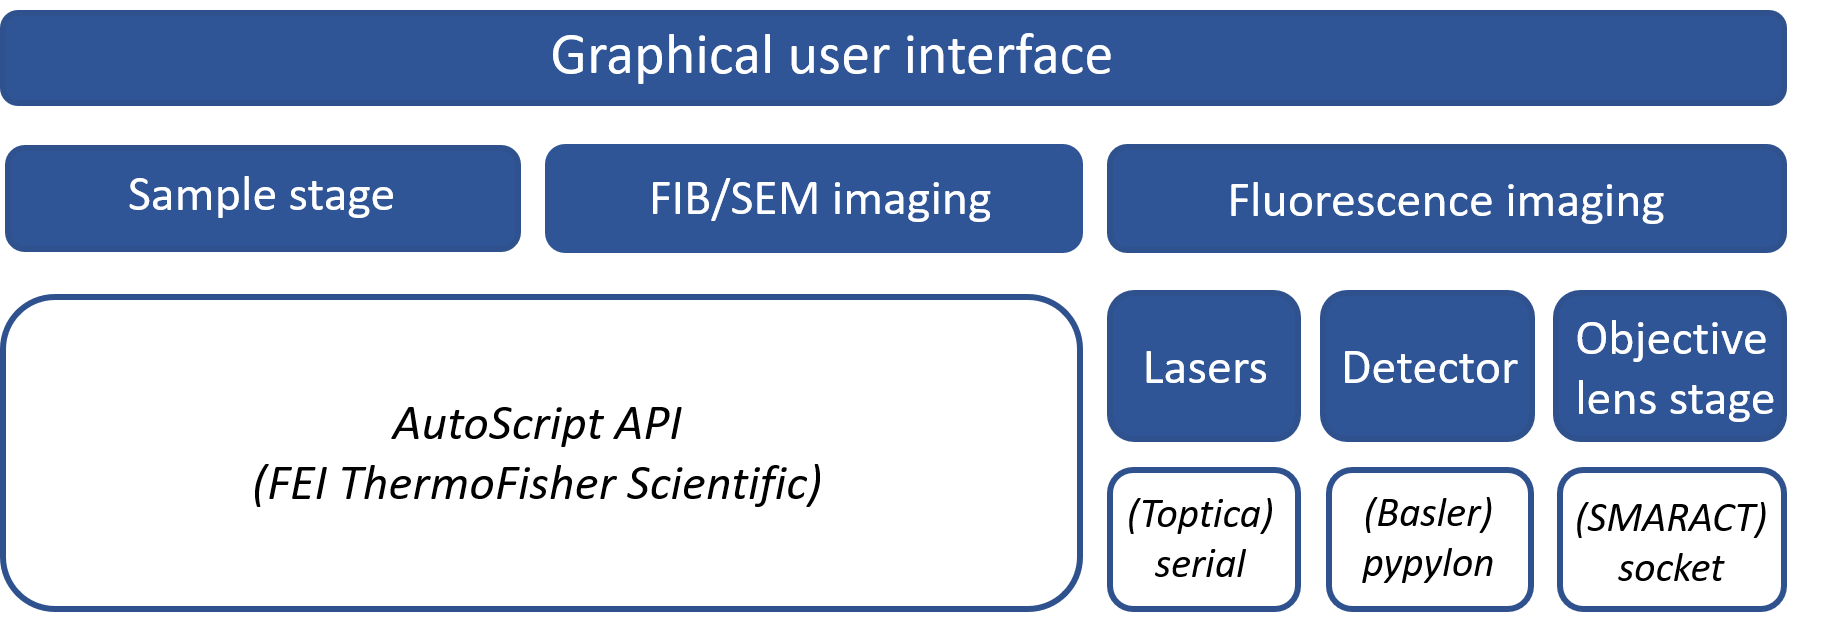 Graphical user interface
Sample stage
FIB/SEM imaging
Fluorescence imaging
AutoScript API
(FEI ThermoFisher Scientific)
Lasers
Detector
Objective
lens stage
(Toptica)
serial
(Basler)
pypylon
(SMARACT)
socket